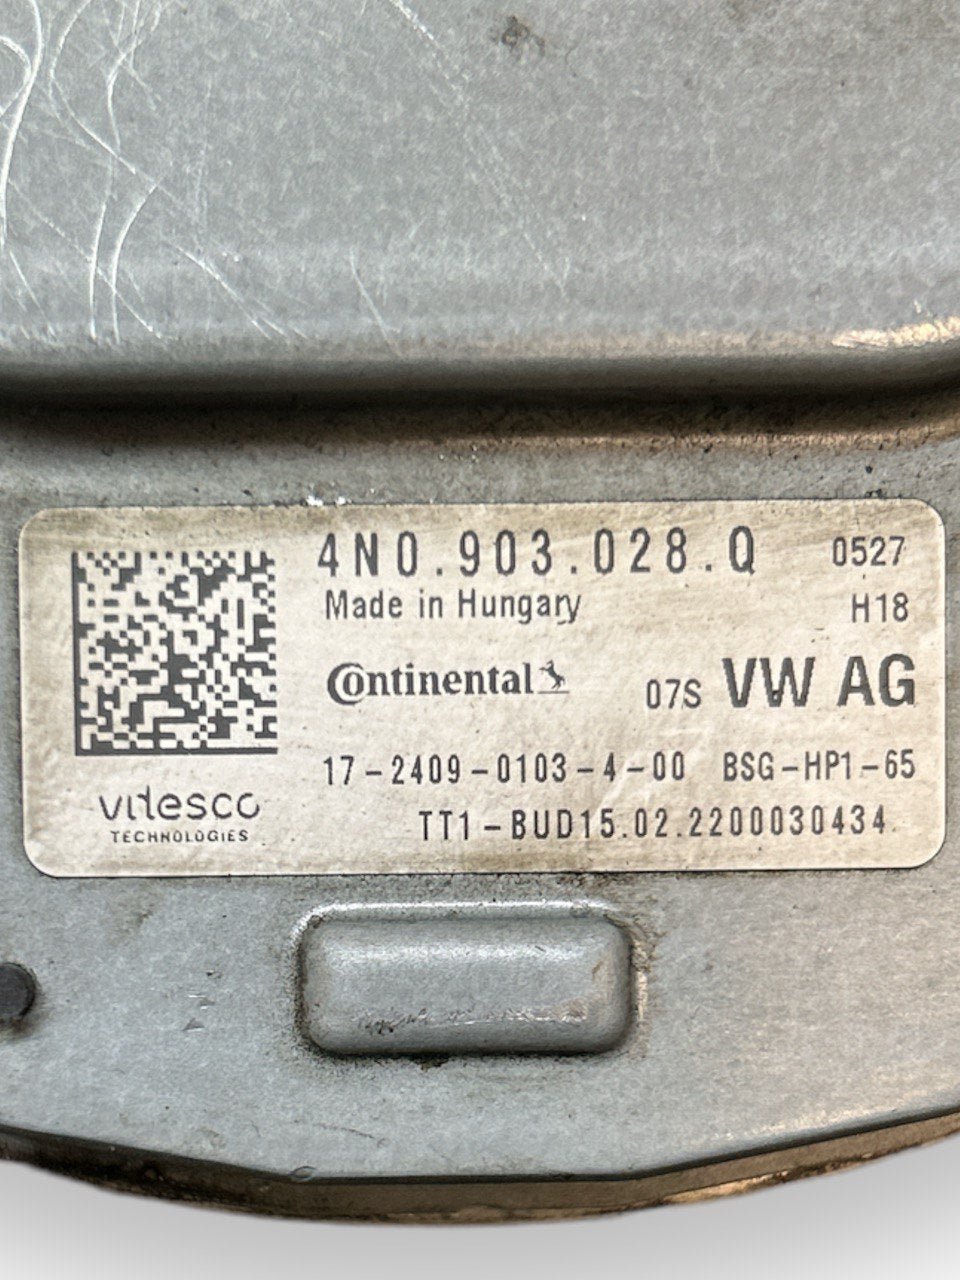 4N0.903.028.Q 0527
Made in Hungary H18
Continental 07S VW AG
17-2409-0103-4-00 BSG-HP1-65
vitesco
TECHNOLOGIES
TT1-BUD15.02.2200030434